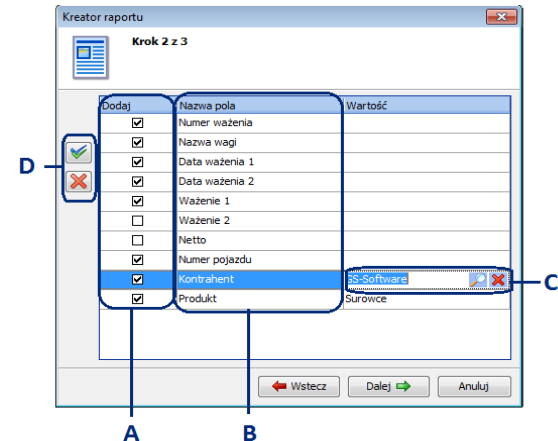 Kreator raportu
Krok 2 z 3
Dodaj Nazwa pola Wartość
Numer ważenia
Nazwa wagi
D
Data ważenia 1
Data ważenia 2
Ważenie 1
Ważenie 2
Netto
Numer pojazdu
Kontrahent GS-Software C
Produkt Surowce
Wstecz Dalej Anuluj
A B